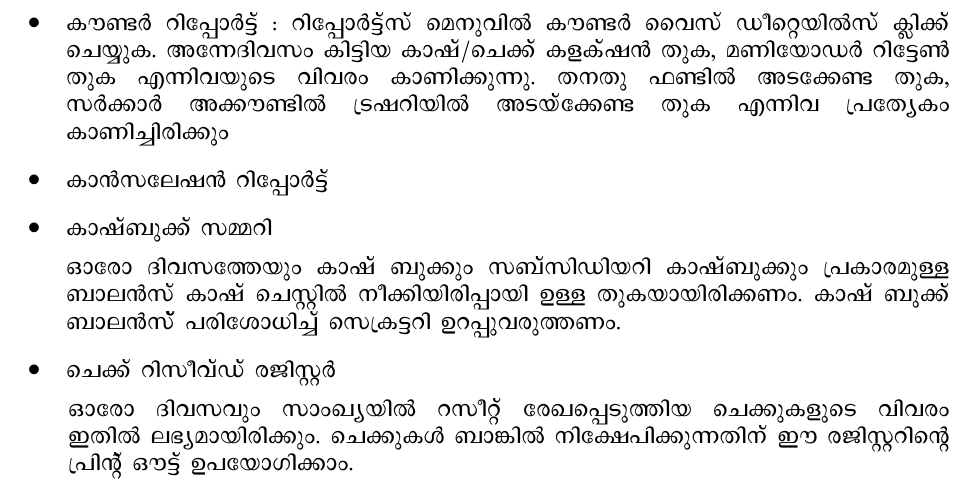 • കൗണ്ടർ റിപ്പോർട്ട് : റിപ്പോർട്ട്സ് മെനുവിൽ കൗണ്ടർ വൈസ് ഡീറ്റെയിൽസ് ക്ലിക്ക്
ചെയ്യുക. അന്നേദിവസം കിട്ടിയ കാഷ്/ചെക്ക് കളക്ഷൻ തുക, മണിയോഡർ റിട്ടേൺ
തുക എന്നിവയുടെ വിവരം കാണിക്കുന്നു. തനതു ഫണ്ടിൽ അടക്കേണ്ട തുക,
സർക്കാർ അക്കൗണ്ടിൽ ട്രഷറിയിൽ അടയ്ക്കേണ്ട തുക എന്നിവ പ്രത്യേകം
കാണിച്ചിരിക്കും
• കാൻസലേഷൻ റിപ്പോർട്ട്
• കാഷ്ബുക്ക് സമ്മറി
ഓരോ ദിവസത്തേയും കാഷ് ബുക്കും സബ്സിഡിയറി കാഷ്ബുക്കും പ്രകാരമുള്ള
ബാലൻസ് കാഷ് ചെസ്റ്റിൽ നീക്കിയിരിപ്പായി ഉള്ള തുകയായിരിക്കണം. കാഷ് ബുക്ക്
ബാലൻസ് പരിശോധിച്ച് സെക്രട്ടറി ഉറപ്പുവരുത്തണം.
• ചെക്ക് റിസീവ്ഡ് രജിസ്റ്റർ
ഓരോ ദിവസവും സാംഖ്യയിൽ റസീറ്റ് രേഖപ്പെടുത്തിയ ചെക്കുകളുടെ വിവരം
ഇതിൽ ലഭ്യമായിരിക്കും. ചെക്കുകൾ ബാങ്കിൽ നിക്ഷേപിക്കുന്നതിന് ഈ രജിസ്റ്ററിന്റെ
പ്രിന്റ് ഔട്ട് ഉപയോഗിക്കാം.